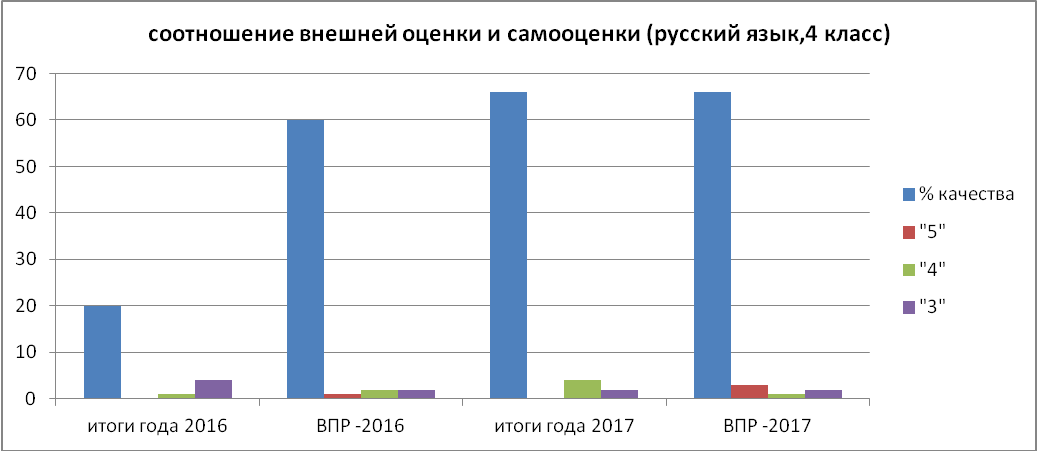 соотношение внешней оценки и самооценки (русский язык,4 класс)
70
60
50
40
30
20
10
0
итоги года 2016
ВПР -2016
итоги года 2017
ВПР -2017
% качества
"5"
"4"
"3"